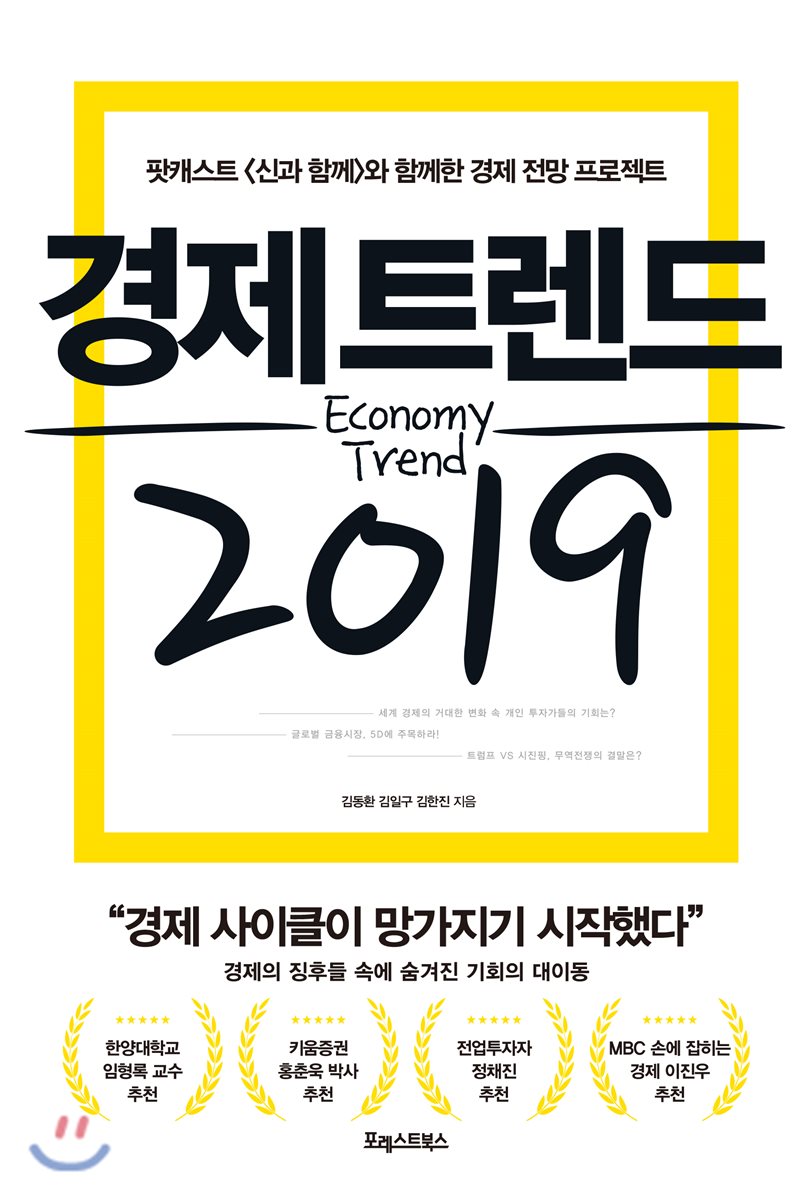 팟캐스트 〈신과 함께〉와 함께한 경제 전망 프로젝트
경제 트렌드
Economy
Trend
2019
세계 경제의 거대한 변화 속 개인 투자가들의 기회는?
글로벌 금융시장, 5D에 주목하라!
트럼프 VS 시진핑, 무역전쟁의 결말은?
김동환 김일구 김한진 지음
“경제 사이클이 망가지기 시작했다”
경제의 징후들 속에 숨겨진 기회의 대이동
★★★★★
한양대학교
임형록 교수
추천
★★★★★
키움증권
홍춘욱 박사
추천
★★★★★
전업투자자
정채진
추천
★★★★★
MBC 손에 잡히는
경제 이진우
추천
포레스트북스